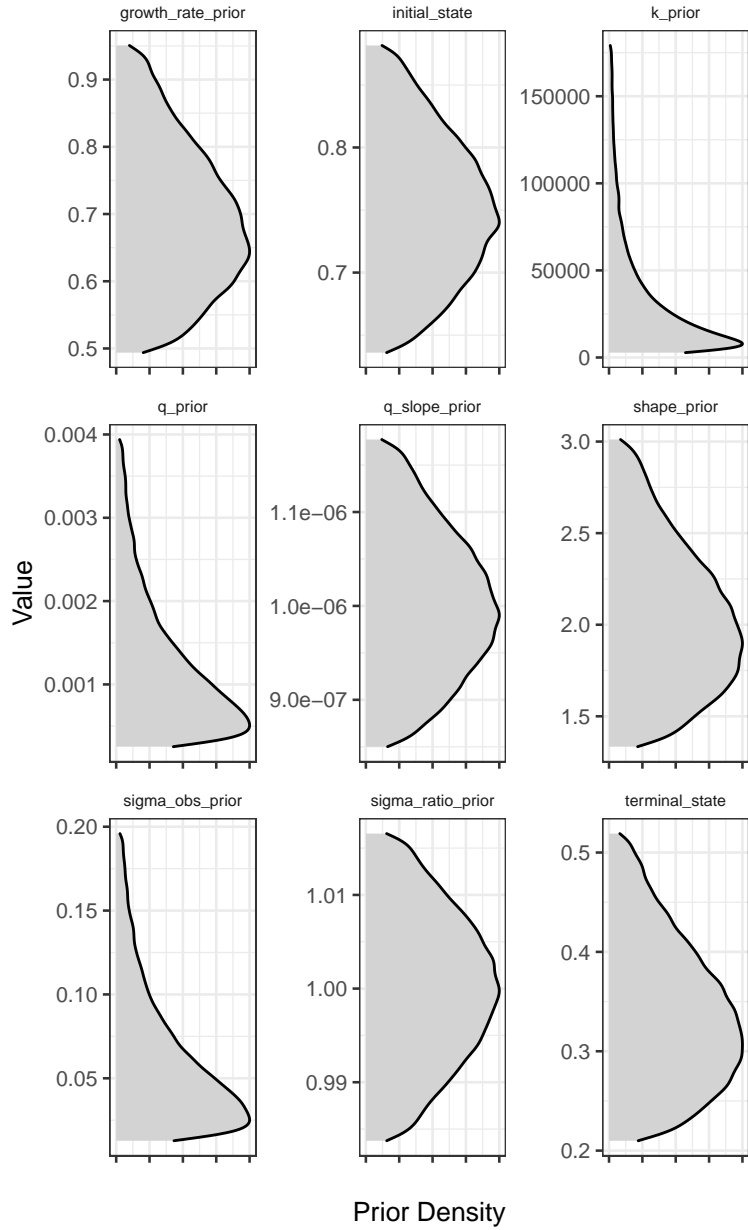 growth_rate_prior
initial_state
k_prior
0.9
0.8
0.7
0.6
0.5
0.8
0.7
150000
100000
50000
0
q_prior
q_slope_prior
shape_prior
0.004
0.003
0.002
0.001
1.1e−06
1.0e−06
9.0e−07
3.0
2.5
2.0
1.5
Value
sigma_obs_prior
sigma_ratio_prior
terminal_state
0.20
0.15
0.10
0.05
1.01
1.00
0.99
0.5
0.4
0.3
0.2
Prior Density